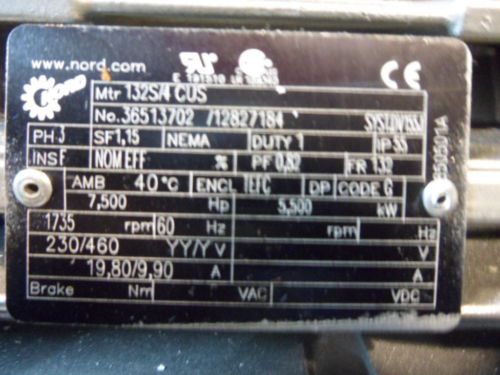 www.nord.com
NORD
Mtr 132S/4 CUS
No. 36513702 /12827184
PH 3 SF 1,15 NEMA DUTY 1 IP 55
INS F NOM EFF % PF 0,82 FR 132
AMB 40°C ENCL TEFC DP CODE G
7,500 Hp 5,500 kW
1735 rpm 60 Hz rpm Hz
230/460 YY/Y V V
19,80/9,90 A A
Brake Nm VAC VDC